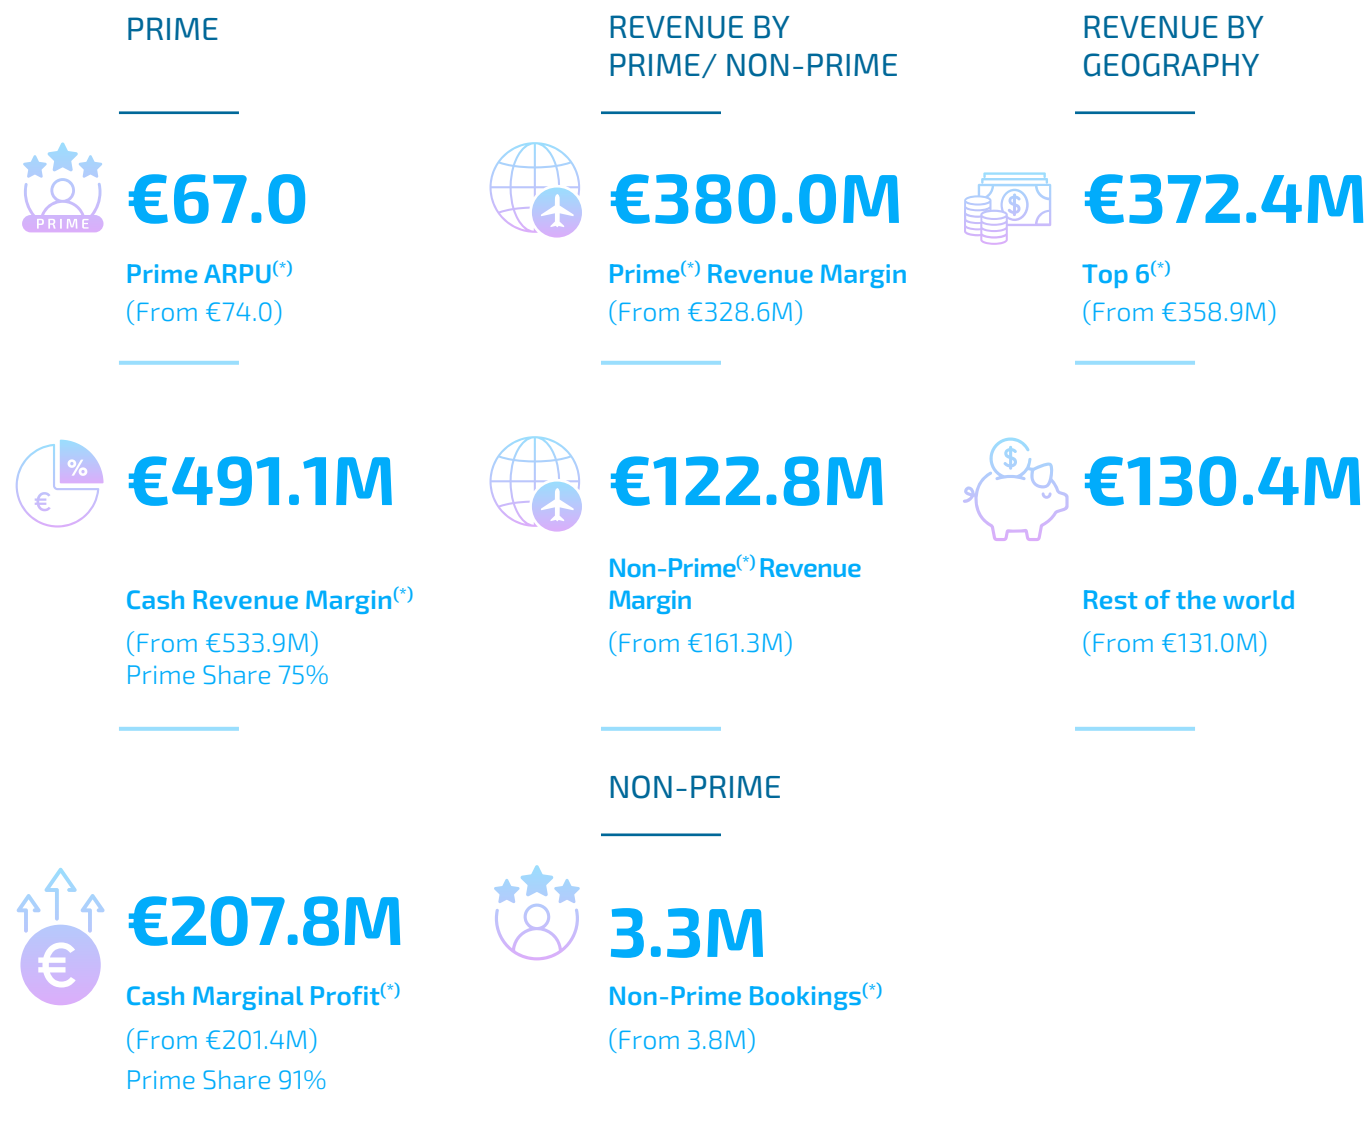 PRIME
PRIME
€67.0
Prime ARPU(*)
(From €74.0)
%
€
€491.1M
Cash Revenue Margin(*)
(From €533.9M)
Prime Share 75%
€
€207.8M
Cash Marginal Profit(*)
(From €201.4M)
Prime Share 91%
REVENUE BY
PRIME/ NON-PRIME
€380.0M
Prime(*) Revenue Margin
(From €328.6M)
€122.8M
Non-Prime(*) Revenue
Margin
(From €161.3M)
NON-PRIME
3.3M
Non-Prime Bookings(*)
(From 3.8M)
REVENUE BY
GEOGRAPHY
$
€372.4M
Top 6(*)
(From €358.9M)
$
€130.4M
Rest of the world
(From €131.0M)